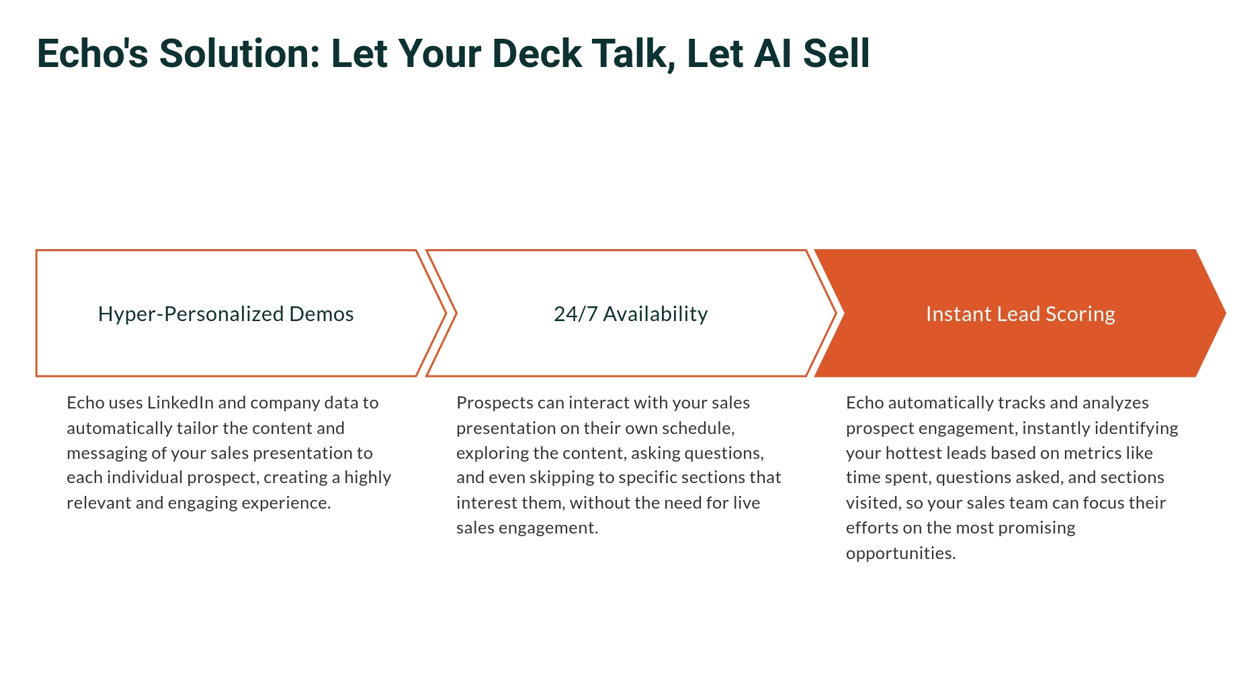 Echo's Solution: Let Your Deck Talk, Let AI Sell
Hyper-Personalized Demos
Echo uses LinkedIn and company data to
automatically tailor the content and
messaging of your sales presentation to
each individual prospect, creating a highly
relevant and engaging experience.
24/7 Availability
Prospects can interact with your sales
presentation on their own schedule,
exploring the content, asking questions,
and even skipping to specific sections that
interest them, without the need for live
sales engagement.
Instant Lead Scoring
Echo automatically tracks and analyzes
prospect engagement, instantly identifying
your hottest leads based on metrics like
time spent, questions asked, and sections
visited, so your sales team can focus their
efforts on the most promising
opportunities.